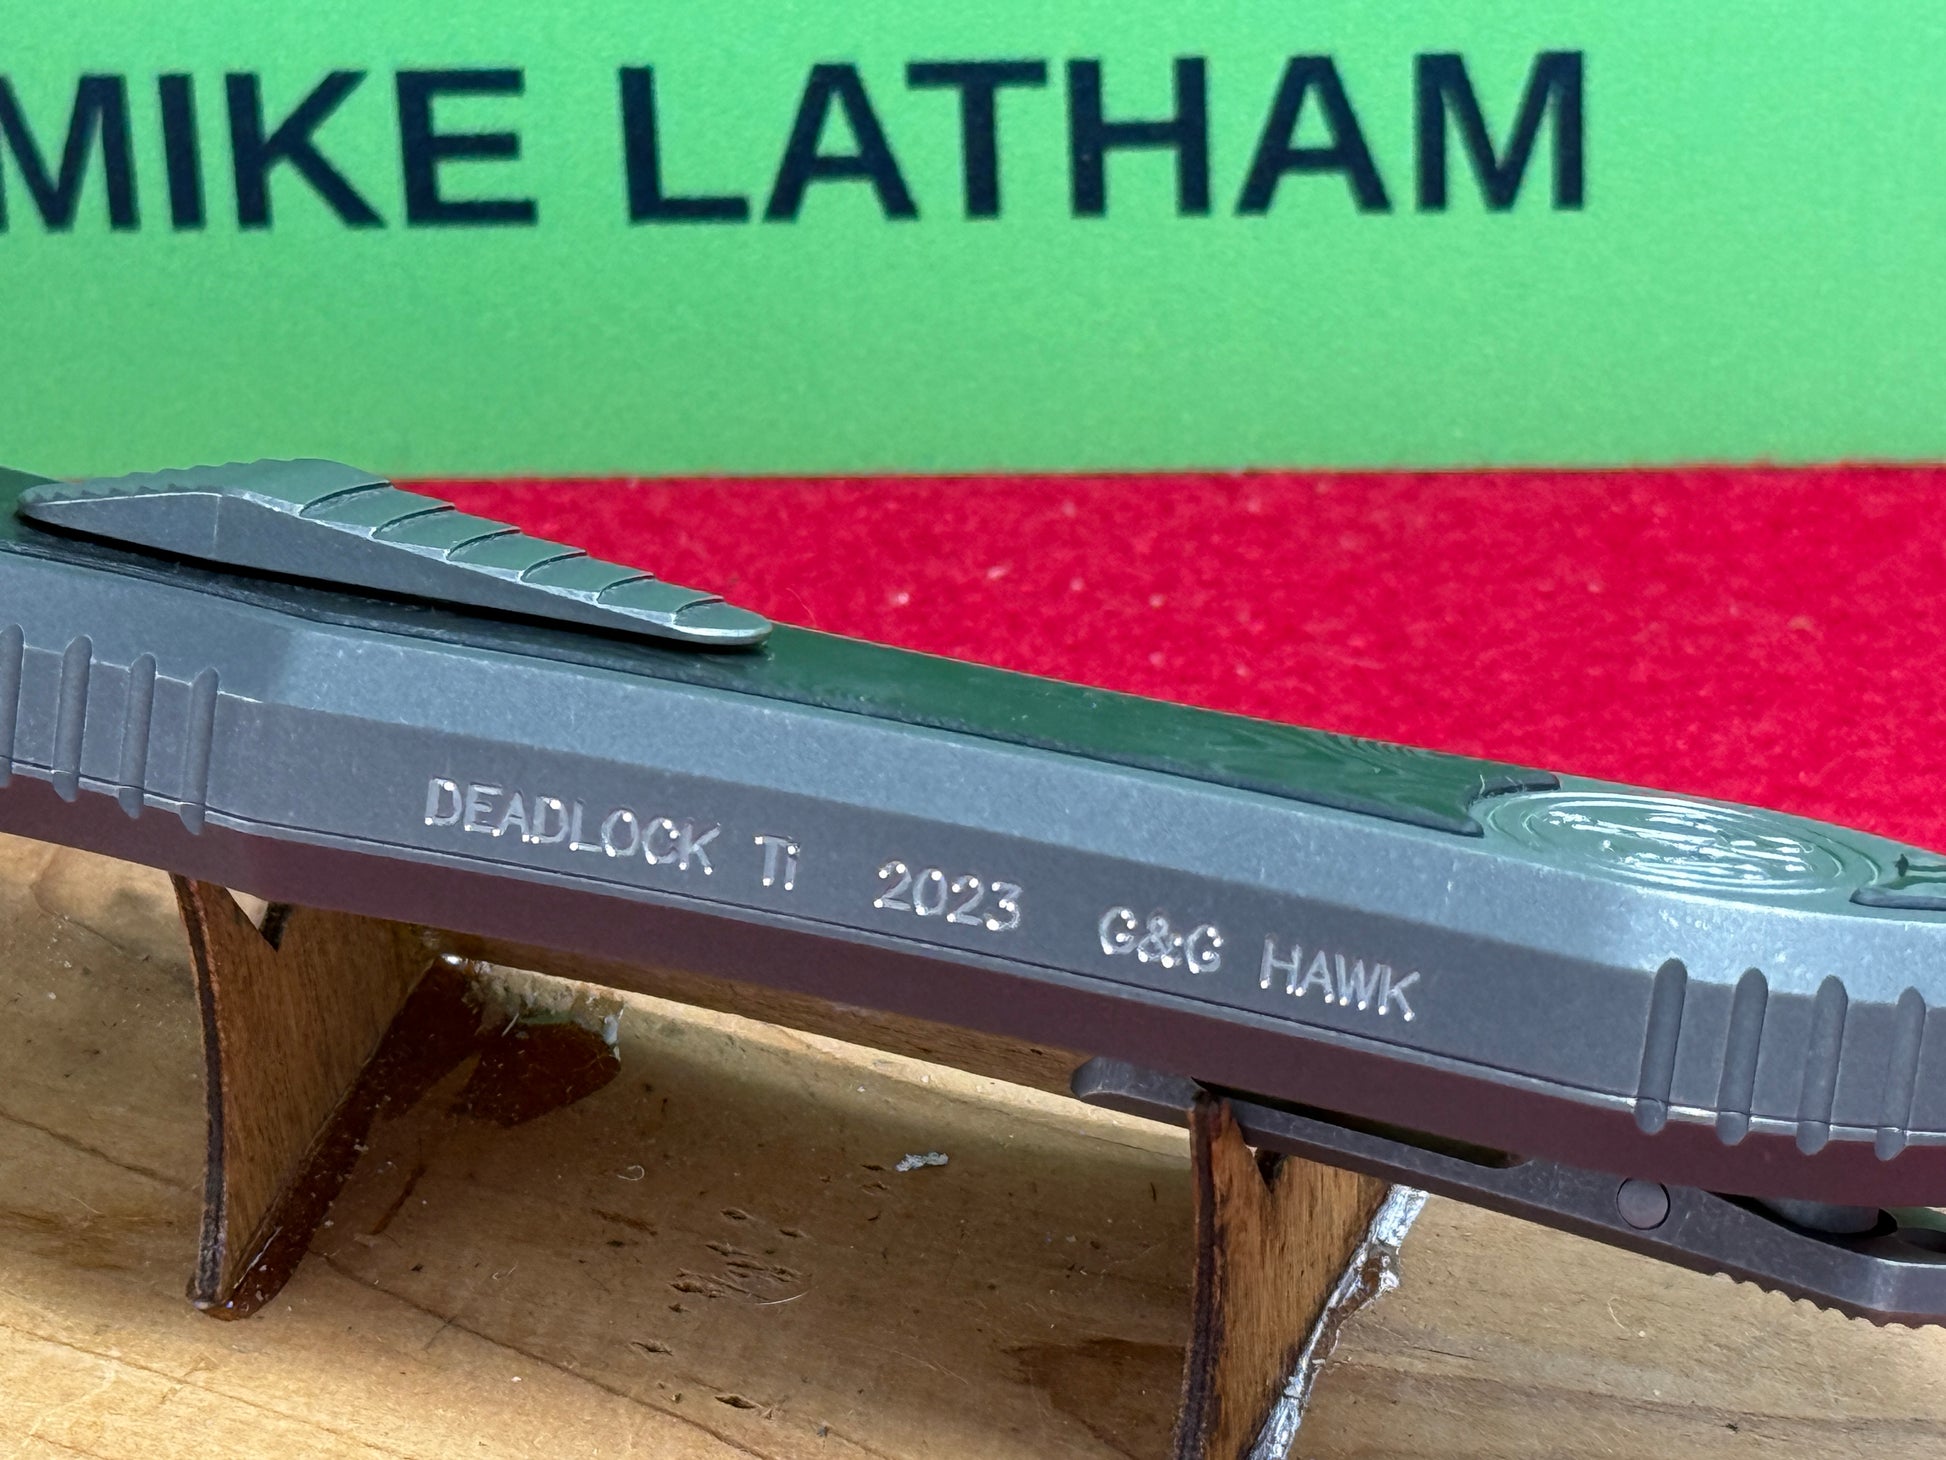 MIKE LATHAM
DEADLOCK Ti 2023 G&G HAWK